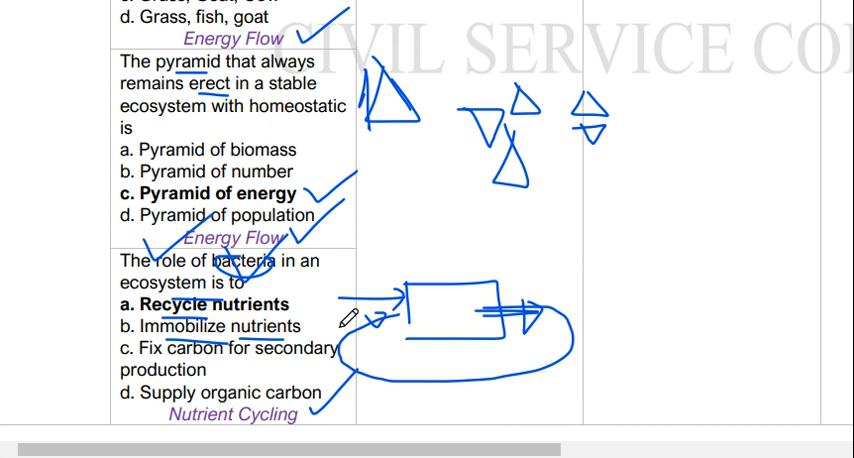 d. Grass, fish, goat
Energy Flow
CIVIL SERVICE CO
The pyramid that always
remains erect in a stable
ecosystem with homeostatic
is
a. Pyramid of biomass
b. Pyramid of number
c. Pyramid of energy
d. Pyramid of population
Energy Flow
The role of bacteria in an
ecosystem is to
a. Recycle nutrients
b. Immobilize nutrients
c. Fix carbon for secondary
production
d. Supply organic carbon
Nutrient Cycling